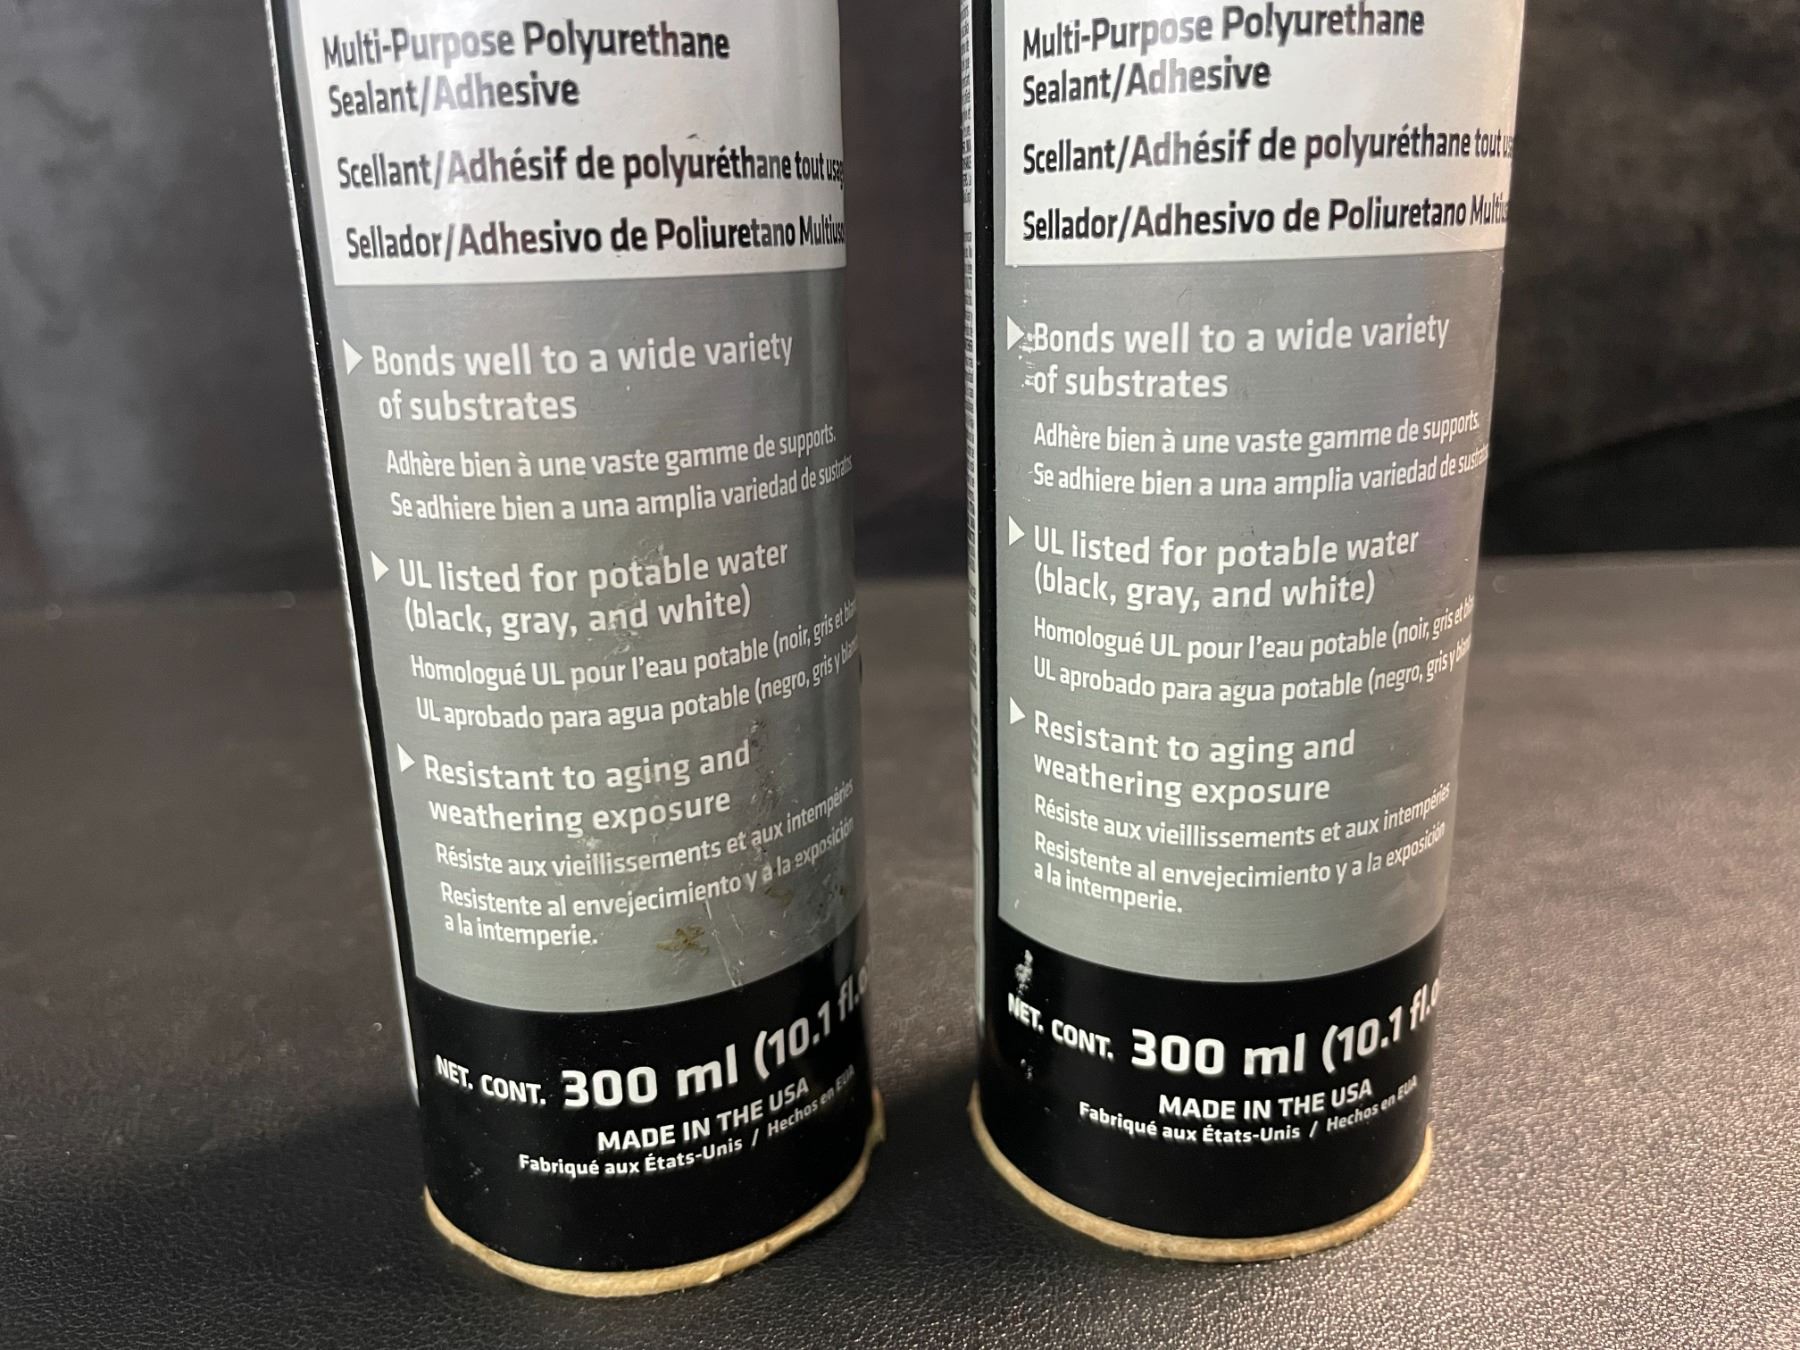 Multi-Purpose Polyurethane
Sealant/Adhesive
Scellant/Adhésif de polyuréthane tout
Sellador/Adhesivo de Poliuretano
Bonds well to a wide variety
of substrates
Adhère bien à une vaste gamme de supports.
Se adhiere bien a una amplia variedad de sustratos
UL listed for potable water
(black, gray, and white)
Homologué UL pour l'eau potable (noir, gris et
UL aprobado para agua potable (negro, gris y
Resistant to aging and
weathering exposure
Résiste aux vieillissements et aux intempéries
Resistente al envejecimiento y a la exposición
a la intemperie.
NET. CONT. 300 ml (10.1 fl.
MADE IN THE USA
Fabriqué aux États-Unis / Hechos en EUA
Multi-Purpose Polyurethane
Sealant/Adhesive
Scellant/Adhésif de polyuréthane tout
Sellador/Adhesivo de Poliuretano
Bonds well to a wide variety
of substrates
Adhère bien à une vaste gamme de supports.
Se adhiere bien a una amplia variedad de sustratos
UL listed for potable water
(black, gray, and white)
Homologué UL pour l'eau potable (noir, gris et
UL aprobado para agua potable (negro, gris y
Resistant to aging and
weathering exposure
Résiste aux vieillissements et aux intempéries
Resistente al envejecimiento y a la exposición
a la intemperie.
NET. CONT. 300 ml (10.1 fl.
MADE IN THE USA
Fabriqué aux États-Unis / Hechos en EUA